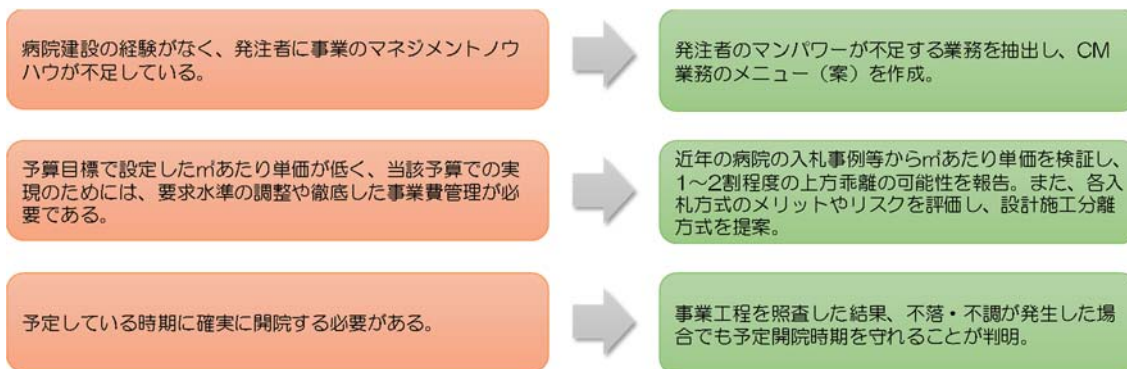 病院建設の経験がなく、発注者に事業のマネジメントノウ
ハウが不足している。
発注者のマンパワーが不足する業務を抽出し、CM
業務のメニュー（案）を作成。
予算目標で設定した㎡あたり単価が低く、当該予算での実
現のためには、要求水準の調整や徹底した事業費管理が必
要である。
近年の病院の入札事例等から㎡あたり単価を検証し、
1～2割程度の上方乖離の可能性を報告。また、各入
札方式のメリットやリスクを評価し、設計施工分離
方式を提案。
予定している時期に確実に開院する必要がある。
事業工程を照査した結果、不落・不調が発生した場
合でも予定開院時期を守れることが判明。